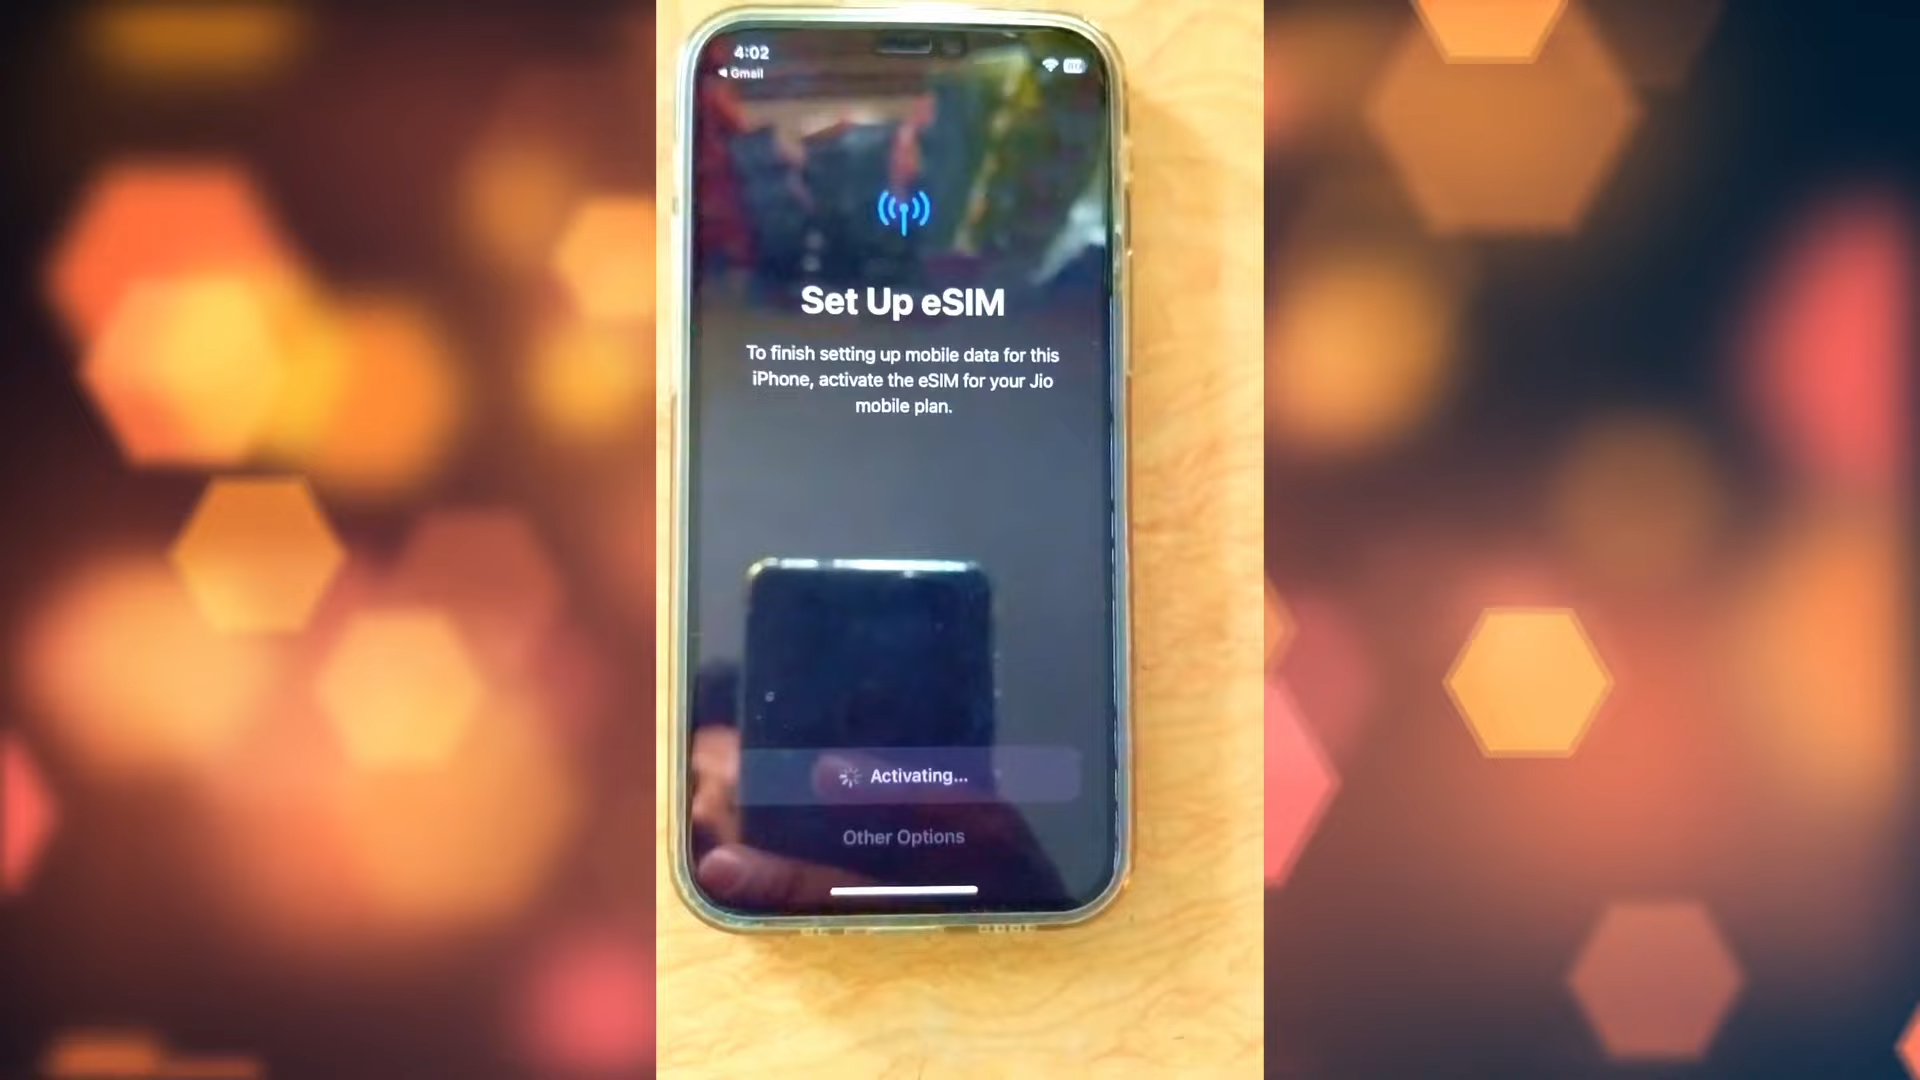 4:02
Gmail
Set Up eSIM
To finish setting up mobile data for this
iPhone, activate the eSIM for your Jio
mobile plan.
Activating...
Other Options